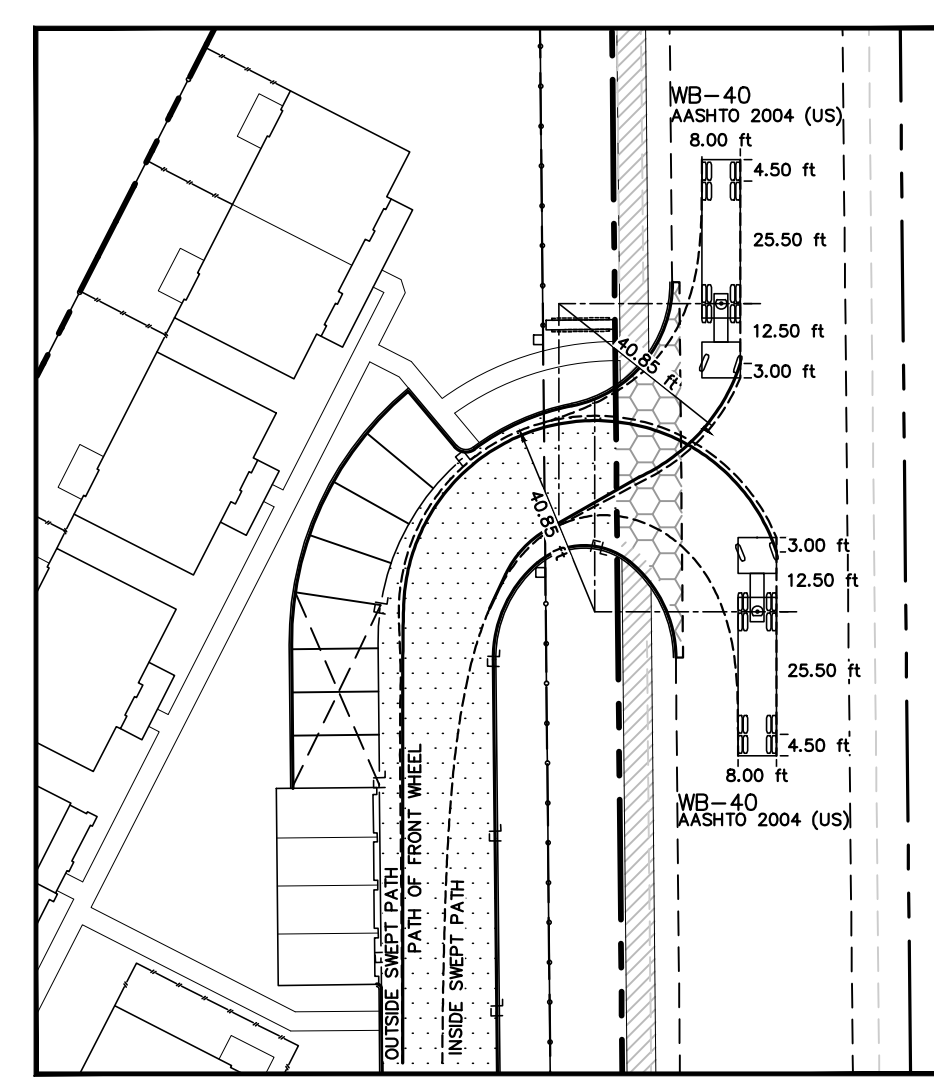 WB-40
AASHTO 2004 (US)
8.00 ft
4.50 ft
25.50 ft
12.50 ft
3.00 ft
40.85 ft
40.85 ft
3.00 ft
12.50 ft
25.50 ft
4.50 ft
8.00 ft
WB-40
AASHTO 2004 (US)
OUTSIDE SWEPT PATH
PATH OF FRONT WHEEL
INSIDE SWEPT PATH